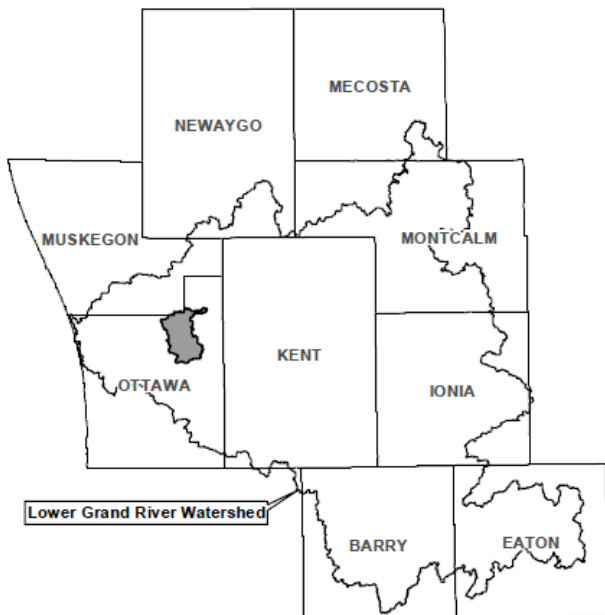 MECOSTA
NEWAYGO
MUSKEGON
MONTCALM
KENT
OTTAWA
IONIA
Lower Grand River Watershed
BARRY
EATON